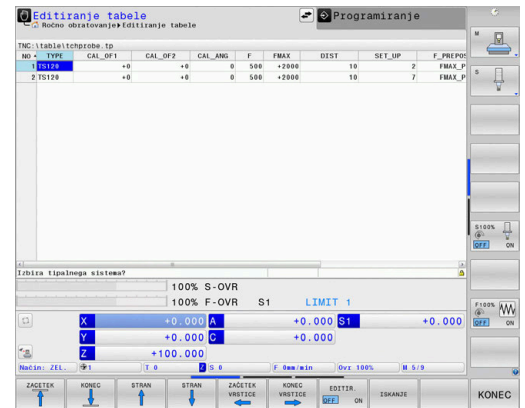 Editiranje tabele
Programiranje
Ročno obratovanje Editiranje tabele
TNC:\table\tchprobe.tp
NO TYPE CAL_OF1 CAL_OF2 CAL_ANG F FMAX DIST SET_UP F_PREPOS
1 TS120 +0 +0 0 500 +2000 10 2 FMAX_P
2 TS120 +0 +0 0 500 +2000 10 7 FMAX_P
Izbira tipalnega sistema?
100% S-OVR
100% F-OVR S1 LIMIT 1
X +0.000 A +0.000 S1 +0.000
Y +0.000 C +0.000
Z +100.000
Način: ZEL. 1 T 0 Z S 0 F 0mm/min Ovr 100% M 5/9
M
S
S100%
OFF ON
F100%
OFF ON
ZAČETEK KONEC STRAN STRAN ZAČETEK VRSTICE KONEC VRSTICE EDITIR. OFF ON ISKANJE KONEC